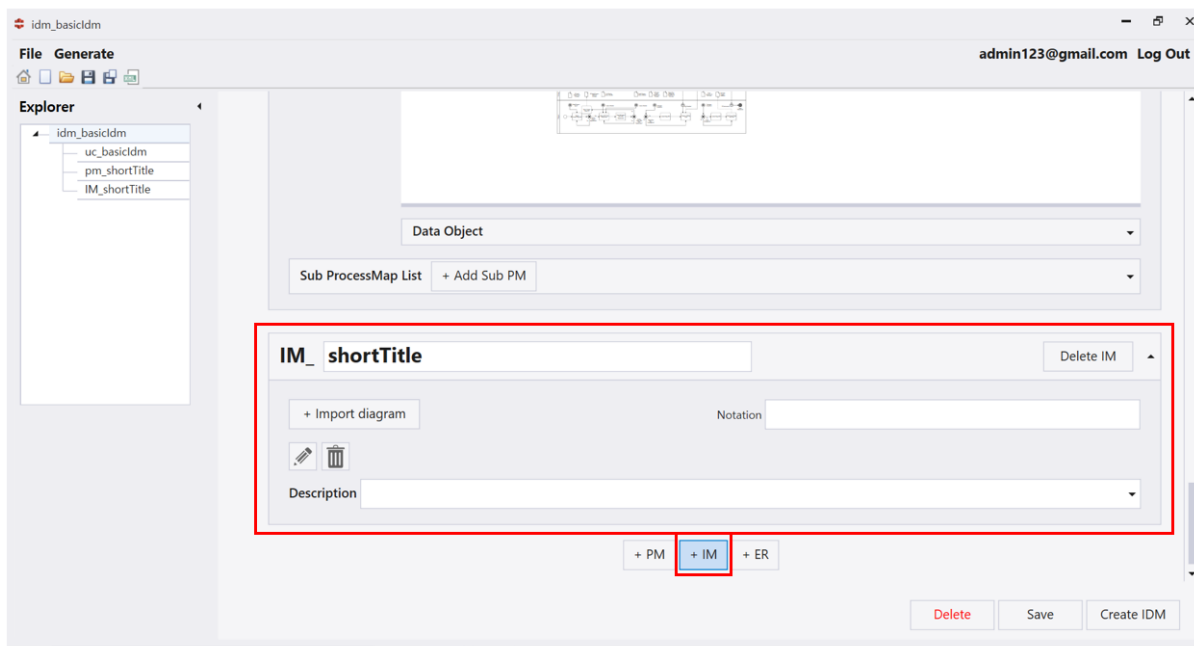 idm_basicIdm
File Generate
admin123@gmail.com Log Out
Explorer
idm_basicIdm
uc_basicIdm
pm_shortTitle
IM_shortTitle
Data Object
Sub ProcessMap List + Add Sub PM
IM_ shortTitle
Delete IM
+ Import diagram
Notation
Description
+ PM + IM + ER
Delete Save Create IDM